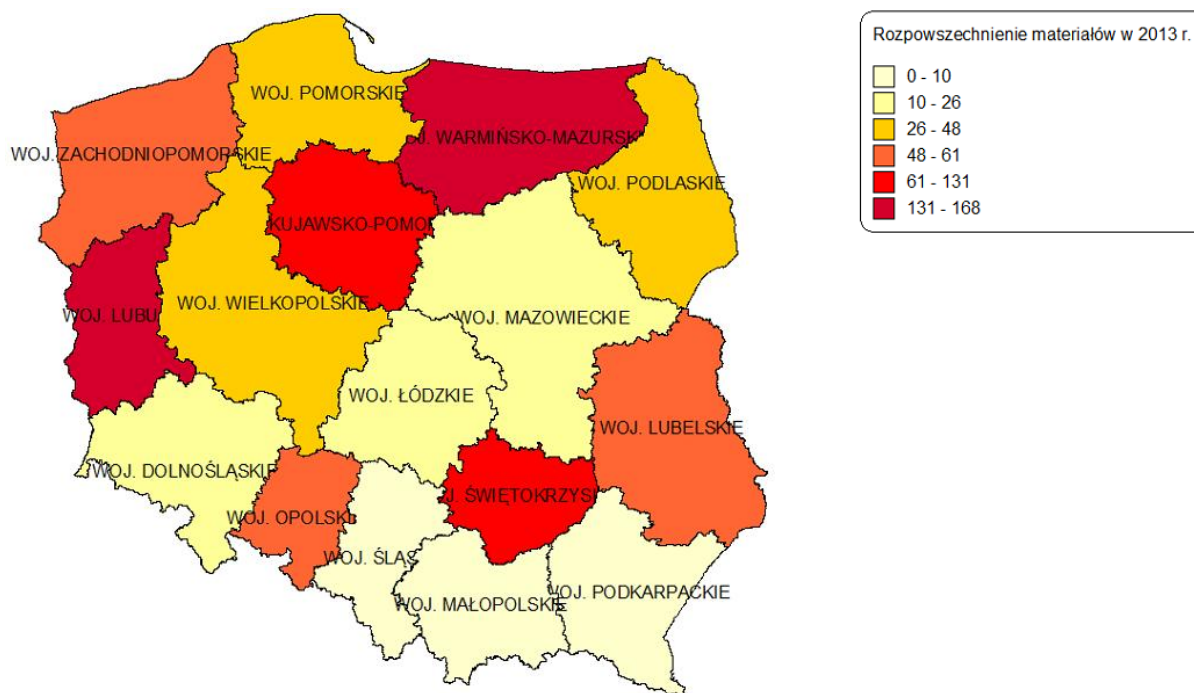 Rozpowszechnienie materiałów w 2013 r.
0 - 10
10 - 26
26 - 48
48 - 61
61 - 131
131 - 168
WOJ. POMORSKIE
J. WARMIŃSKO-MAZURSK
WOJ. ZACHODNIOPOMORSKIE
WOJ. PODLASKIE
KUJAWSKO-POMO
WOJ. WIELKOPOLSKIE
WOJ. LUBU
WOJ. MAZOWIECKIE
WOJ. ŁÓDZKIE
WOJ. LUBELSKIE
WOJ. DOLNOŚLĄSKIE
J. ŚWIĘTOKRZYS
WOJ. OPOLSKI
WOJ. ŚLĄS
WOJ. PODKARPACKIE
WOJ. MAŁOPOLSKIE